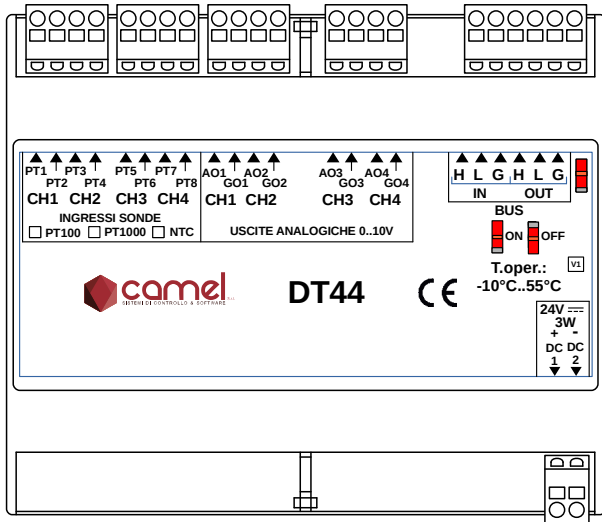 PT1 PT3 PT5 PT7 AO1 AO2 AO3 AO4
PT2 PT4 PT6 PT8 GO1 GO2 GO3 GO4
CH1 CH2 CH3 CH4 CH1 CH2 CH3 CH4
H L G H L G
IN OUT
INGRESSI SONDE
PT100 PT1000 NTC
USCITE ANALOGICHE 0..10V
BUS
ON OFF
T.oper.:
-10°C..55°C
V1
camel
SISTEMI DI CONTROLLO & SOFTWARE
DT44
CE
24V
3W
+ -
DC DC
1 2